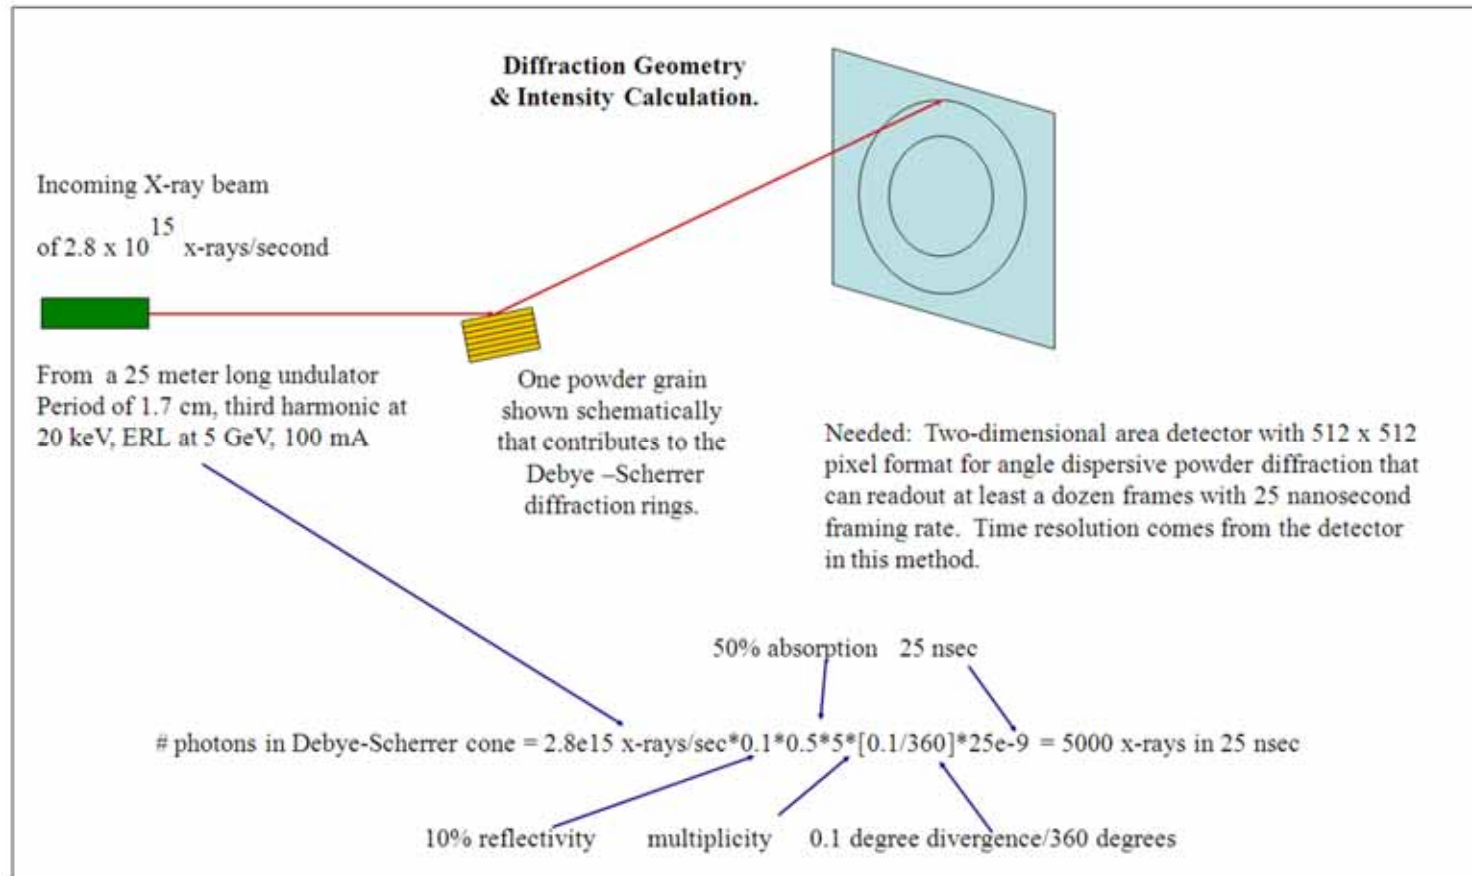 Diffraction Geometry
& Intensity Calculation.
Incoming X-ray beam
of 2.8 x 10^15 x-rays/second
From a 25 meter long undulator
Period of 1.7 cm, third harmonic at
20 keV, ERL at 5 GeV, 100 mA
One powder grain
shown schematically
that contributes to the
Debye –Scherrer
diffraction rings.
Needed: Two-dimensional area detector with 512 x 512
pixel format for angle dispersive powder diffraction that
can readout at least a dozen frames with 25 nanosecond
framing rate. Time resolution comes from the detector
in this method.
50% absorption 25 nsec
# photons in Debye-Scherrer cone = 2.8e15 x-rays/sec*0.1*0.5*5*[0.1/360]*25e-9 = 5000 x-rays in 25 nsec
10% reflectivity multiplicity 0.1 degree divergence/360 degrees